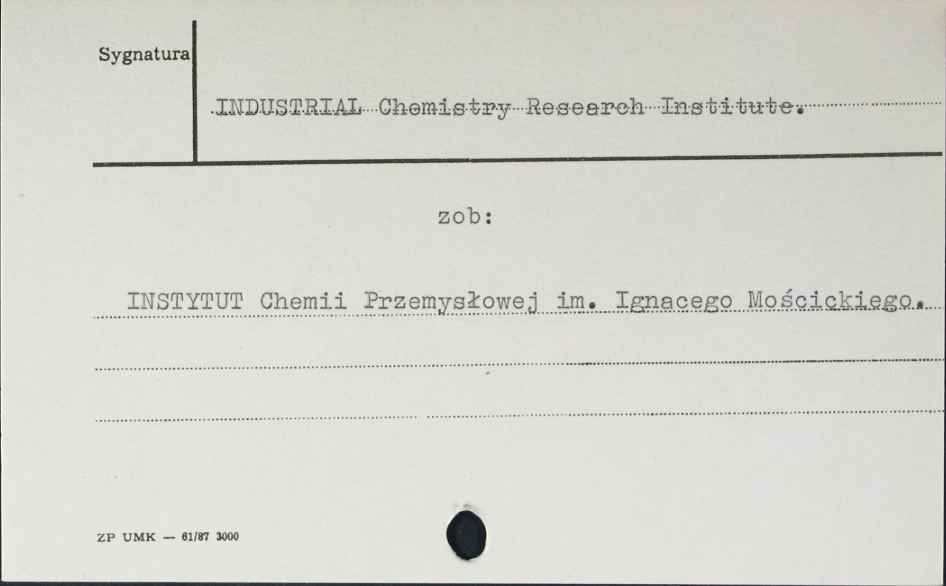 Sygnatura
INDUSTRIAL Chemistry Research Institute.
zob:
INSTYTUT Chemii Przemysłowej im. Ignacego Mościckiego.
ZP UMK — 61/87 3000